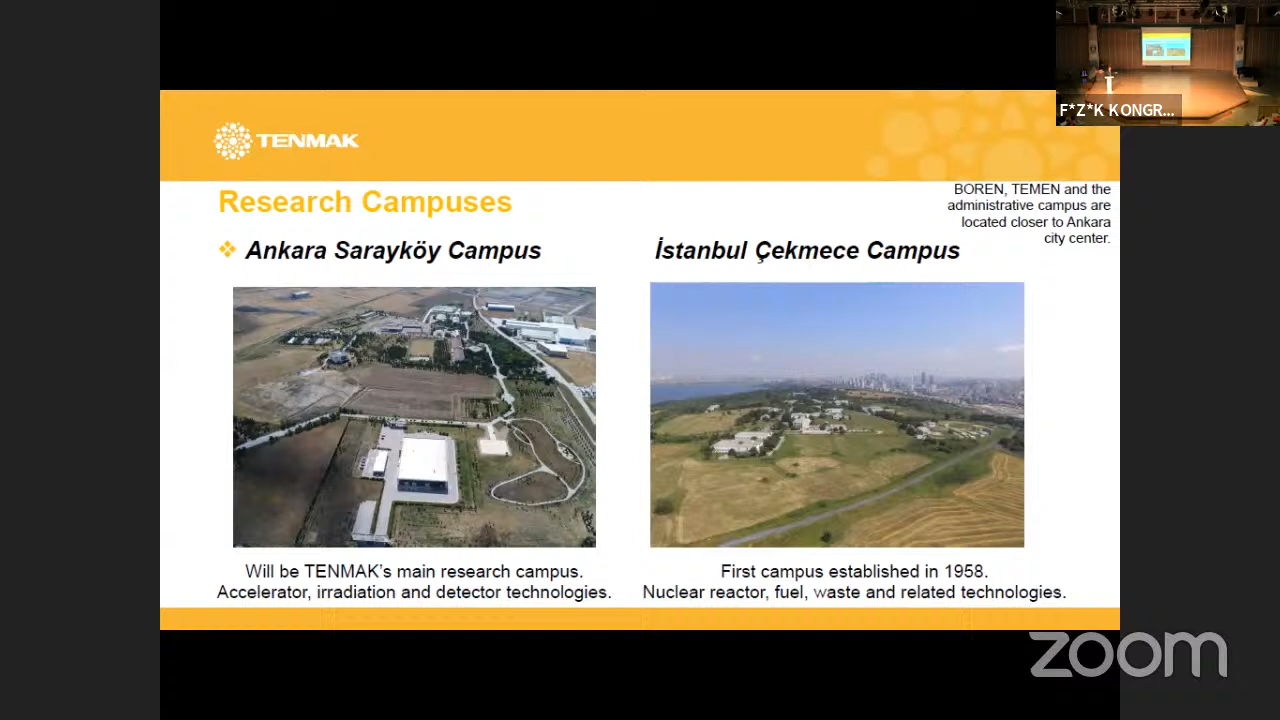 F*Z*K KONGR...
TENMAK
Research Campuses
BOREN, TEMEN and the
administrative campus are
located closer to Ankara
city center.
❖ Ankara Sarayköy Campus
İstanbul Çekmece Campus
Will be TENMAK's main research campus.
Accelerator, irradiation and detector technologies.
First campus established in 1958.
Nuclear reactor, fuel, waste and related technologies.
zoom